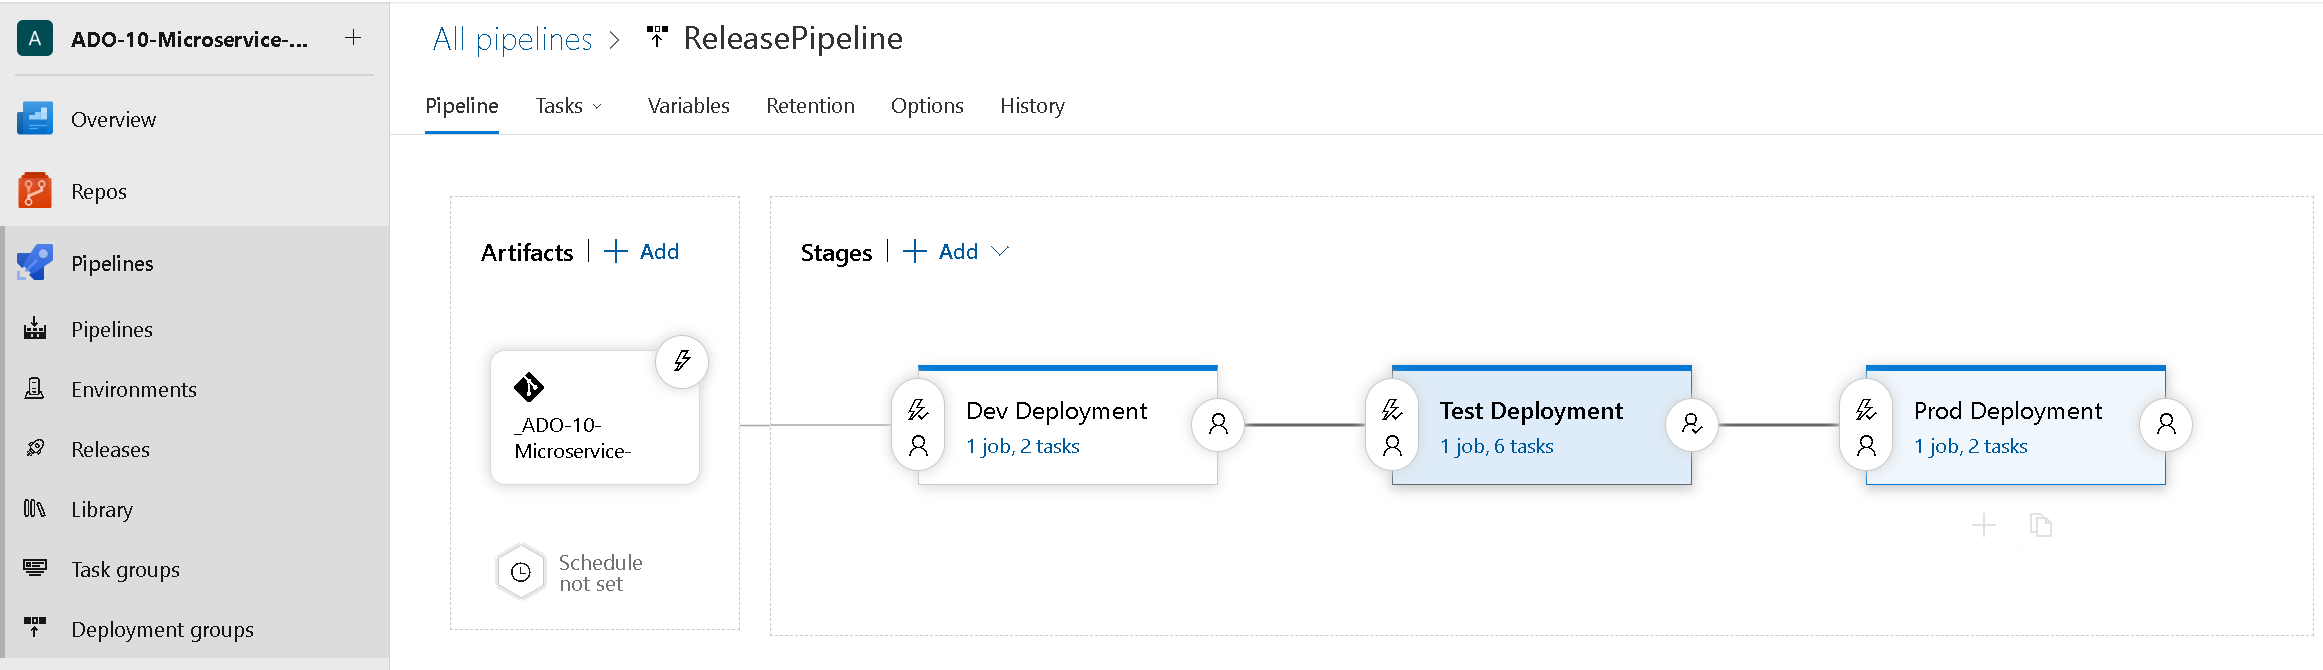 A ADO-10-Microservice-... +
Overview
Repos
Pipelines
Pipelines
Environments
Releases
Library
Task groups
Deployment groups
All pipelines > ReleasePipeline
Pipeline Tasks Variables Retention Options History
Artifacts | + Add
_ADO-10-
Microservice-
Schedule
not set
Stages | + Add
Dev Deployment
1 job, 2 tasks
Test Deployment
1 job, 6 tasks
Prod Deployment
1 job, 2 tasks